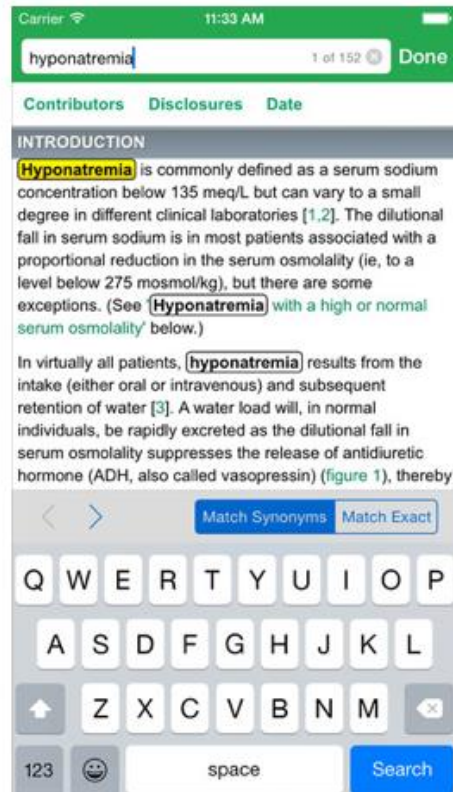 Carrier 11:33 AM
hyponatremia 1 of 152 Done
Contributors Disclosures Date
INTRODUCTION
Hyponatremia is commonly defined as a serum sodium
concentration below 135 meq/L but can vary to a small
degree in different clinical laboratories [1,2]. The dilutional
fall in serum sodium is in most patients associated with a
proportional reduction in the serum osmolality (ie, to a
level below 275 mosmol/kg), but there are some
exceptions. (See 'Hyponatremia with a high or normal
serum osmolality' below.)
In virtually all patients, hyponatremia results from the
intake (either oral or intravenous) and subsequent
retention of water [3]. A water load will, in normal
individuals, be rapidly excreted as the dilutional fall in
serum osmolality suppresses the release of antidiuretic
hormone (ADH, also called vasopressin) (figure 1), thereby
Match Synonyms Match Exact
Q W E R T Y U I O P
A S D F G H J K L
Z X C V B N M
123 space Search